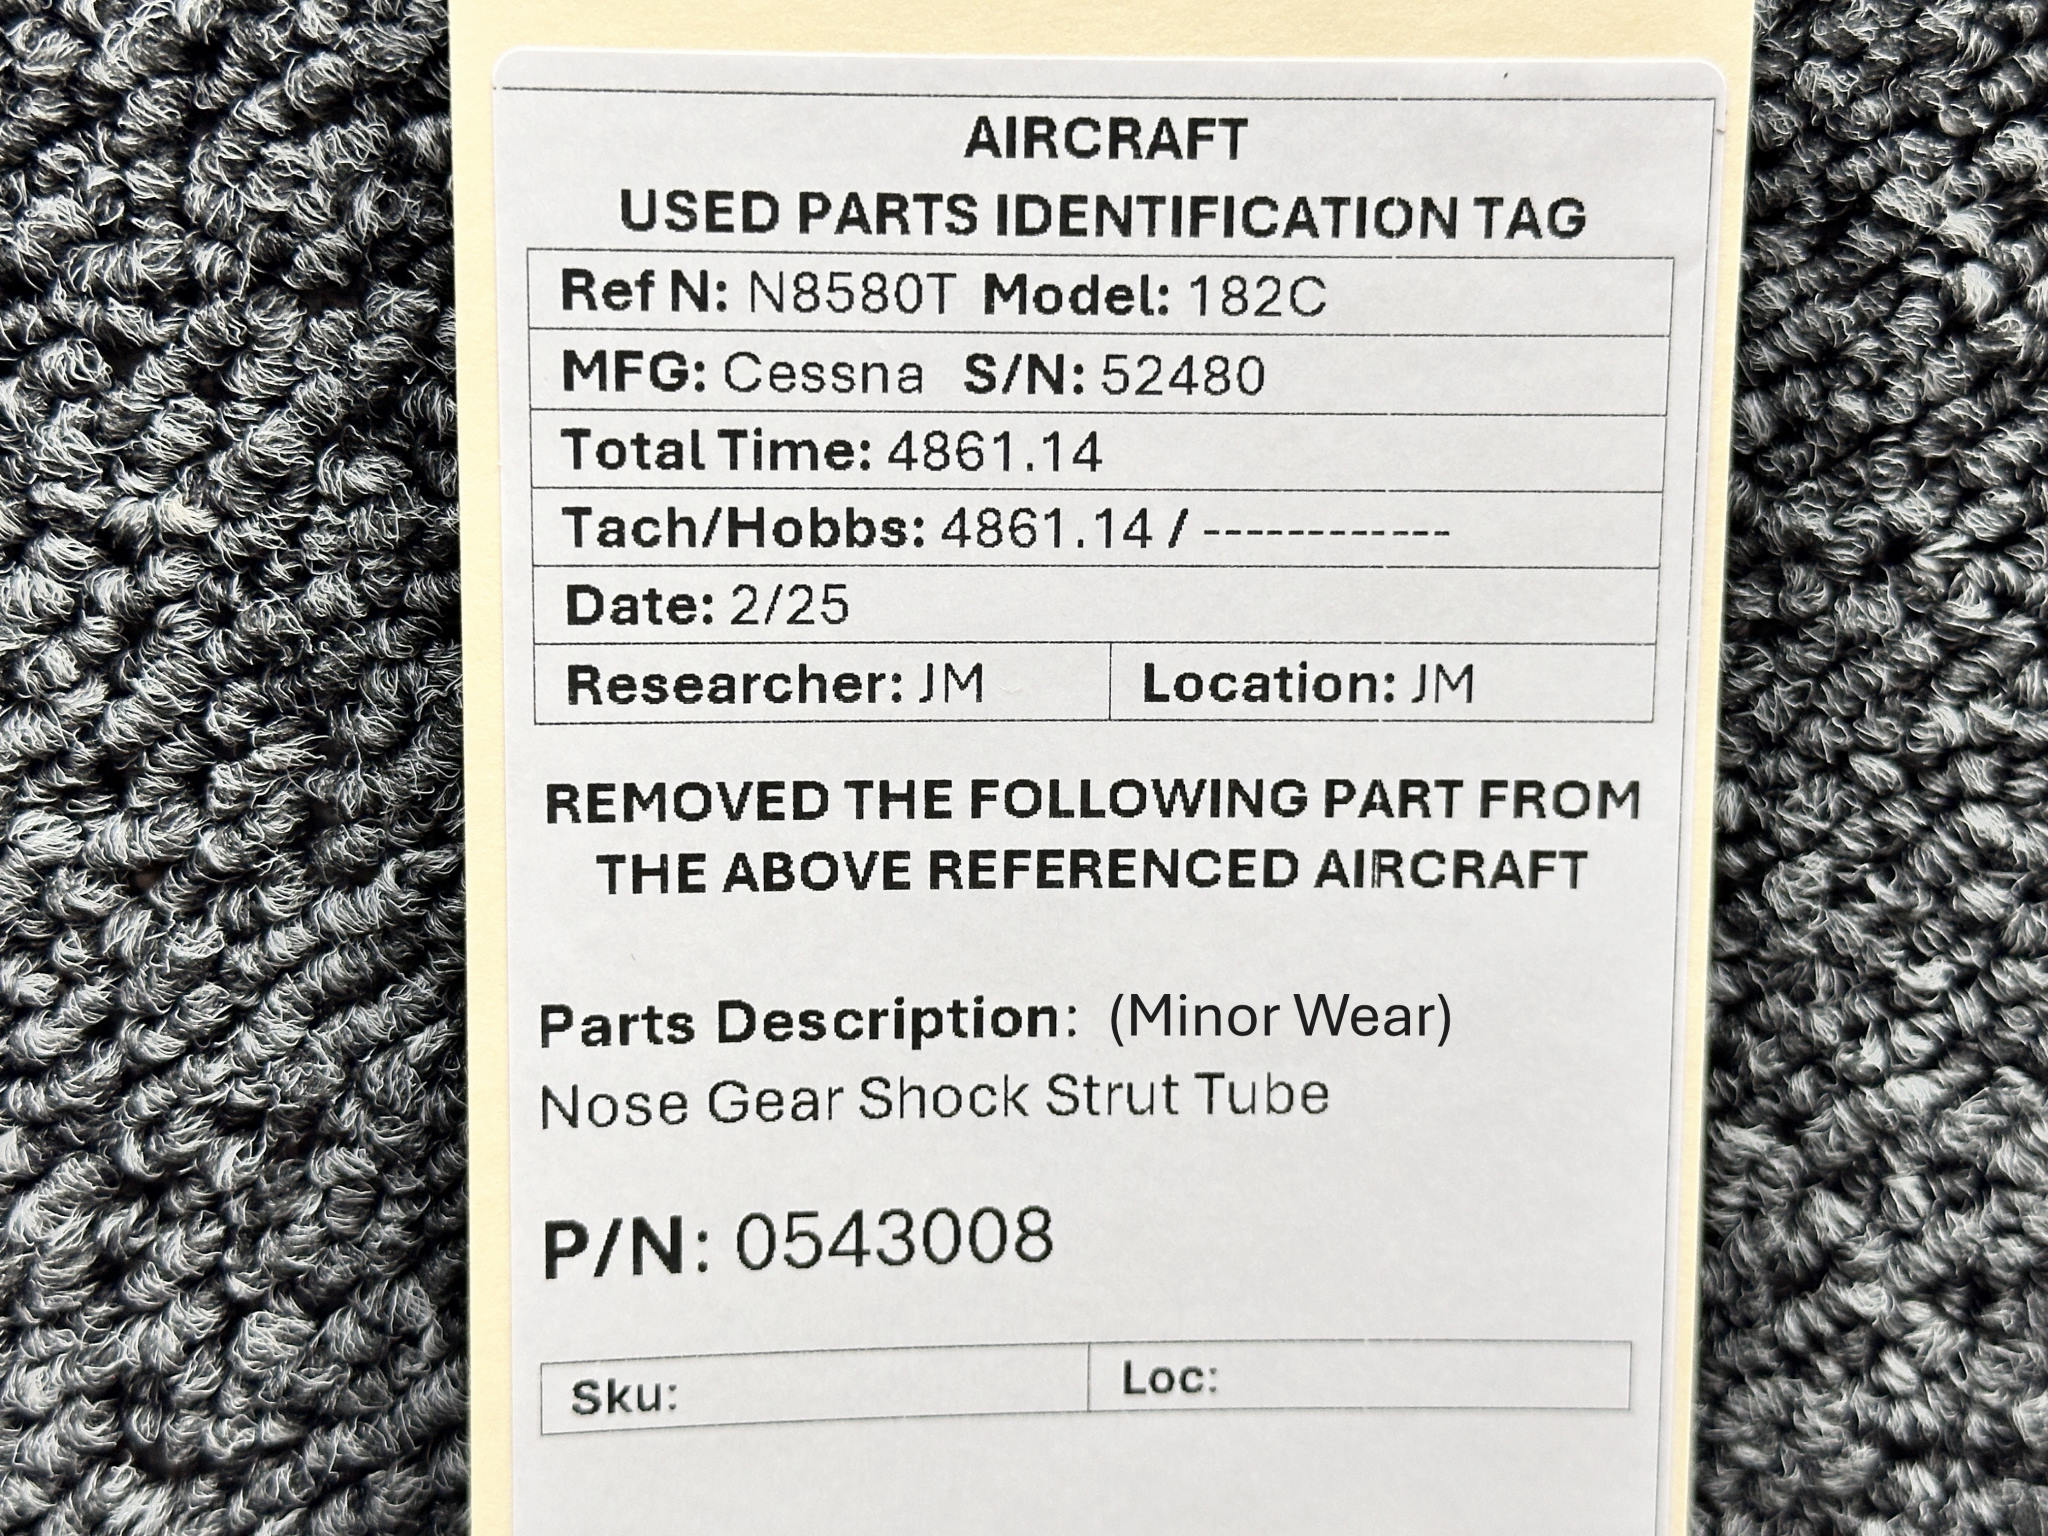 AIRCRAFT
USED PARTS IDENTIFICATION TAG
Ref N: N8580T Model: 182C
MFG: Cessna S/N: 52480
Total Time: 4861.14
Tach/Hobbs: 4861.14 / ------------
Date: 2/25
Researcher: JM Location: JM
REMOVED THE FOLLOWING PART FROM
THE ABOVE REFERENCED AIRCRAFT
Parts Description: (Minor Wear)
Nose Gear Shock Strut Tube
P/N: 0543008
Sku: Loc: